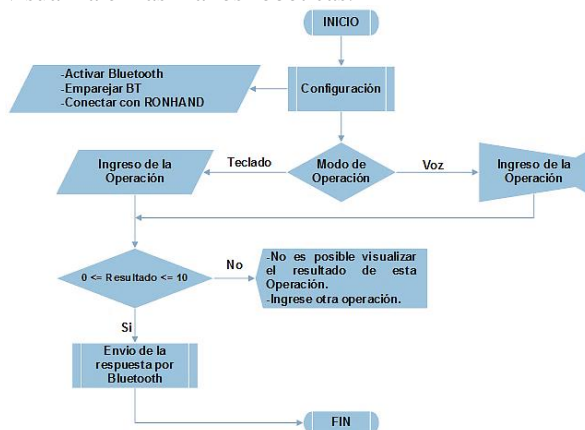 INICIO
-Activar Bluetooth
-Emparejar BT
-Conectar con RONHAND
Configuración
Ingreso de la
Operación
Teclado
Modo de
Operación
Voz
Ingreso de la
Operación
0 <= Resultado <= 10
No
-No es posible visualizar
el resultado de esta
Operación.
-Ingrese otra operación.
Si
Envio de la
respuesta por
Bluetooth
FIN